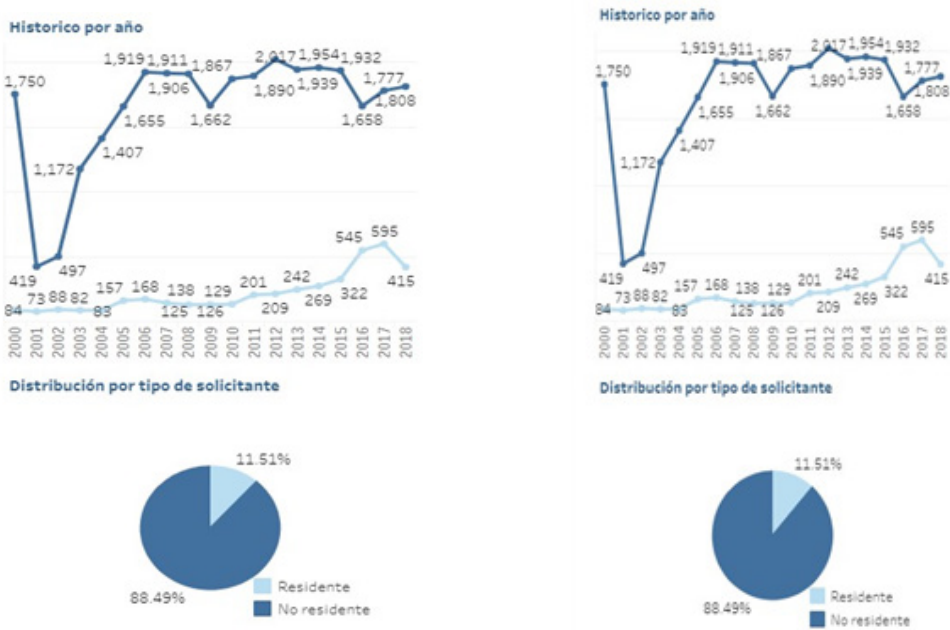 Historico por año
1,919 1,911 1,867 2,017 1,954 1,932
1,750 1,906 1,890 1,939 1,777
1,655 1,662 1,658 1,808
1,407
1,172
545 595
419 497 201 242 415
157 168 138 129 322
84 73 88 82 83 125 126 209 269
2000 2001 2002 2003 2004 2005 2006 2007 2008 2009 2010 2011 2012 2013 2014 2015 2016 2017 2018
Distribución por tipo de solicitante
11.51%
88.49%
Residente
No residente
Historico por año
1,919 1,911 1,867 2,017 1,954 1,932
1,750 1,906 1,890 1,939 1,777
1,655 1,662 1,658 1,808
1,407
1,172
545 595
419 497 201 242 415
157 168 138 129 322
84 73 88 82 83 125 126 209 269
2000 2001 2002 2003 2004 2005 2006 2007 2008 2009 2010 2011 2012 2013 2014 2015 2016 2017 2018
Distribución por tipo de solicitante
11.51%
88.49%
Residente
No residente